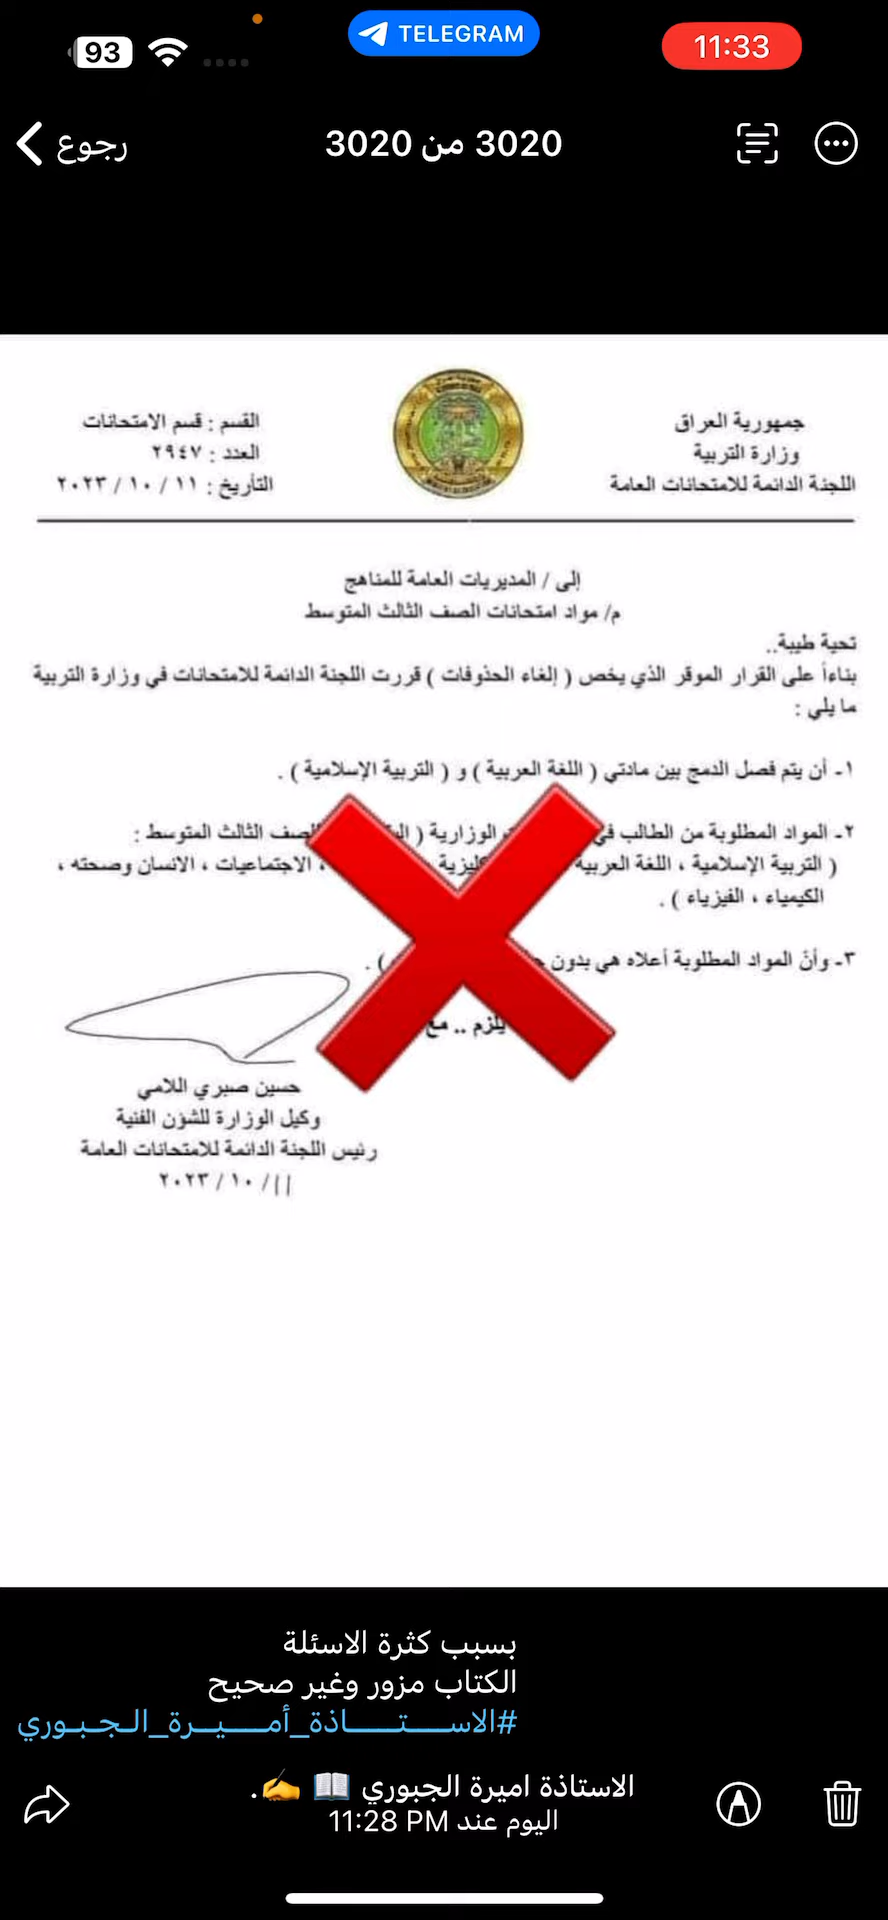 93
TELEGRAM
11:33
رجوع
3020 من 3020
جمهورية العراق
وزارة التربية
اللجنة الدائمة للامتحانات العامة
القسم : قسم الامتحانات
العدد : ٢٩٤٧
التأريخ : ١١ / ١٠ / ٢٠٢٣
إلى / المديريات العامة للمناهج
م/ مواد امتحانات الصف الثالث المتوسط
تحية طيبة..
بناءاً على القرار الموقر الذي يخص ( إلغاء الحذوفات ) قررت اللجنة الدائمة للامتحانات في وزارة التربية
ما يلي :
١- أن يتم فصل الدمج بين مادتي ( اللغة العربية ) و ( التربية الإسلامية ) .
٢- المواد المطلوبة من الطالب في الوزارية ( الصف الثالث المتوسط :
( التربية الإسلامية ، اللغة العربية ، الاجتماعيات ، الانسان وصحته ،
الكيمياء ، الفيزياء ) .
٣- وأنّ المواد المطلوبة أعلاه هي بدون ) .
يلزم .. مع
حسين صبري اللامي
وكيل الوزارة للشؤن الفنية
رئيس اللجنة الدائمة للامتحانات العامة
١١/ ١٠ / ٢٠٢٣
بسبب كثرة الاسئلة
الكتاب مزور وغير صحيح
#الاســـتـــــاذة_أمـــيــرة_الـجـبـوري
الاستاذة اميرة الجبوري 📖 ✍️.
اليوم عند 11:28 PM